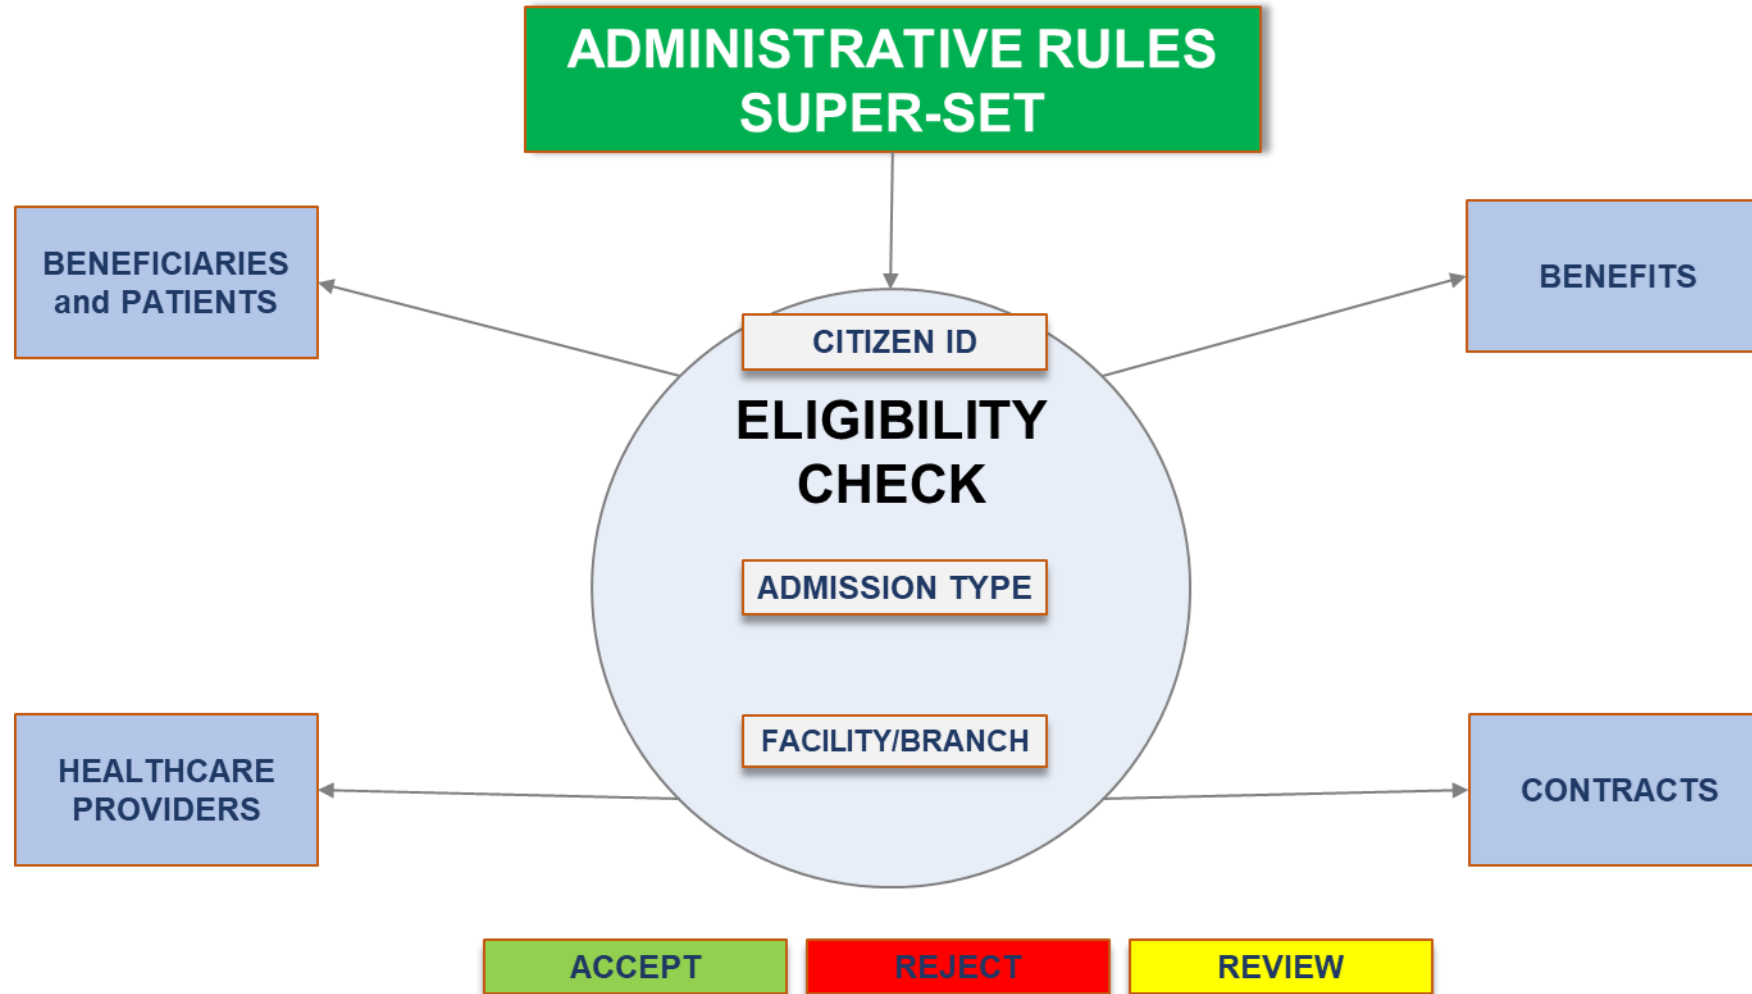 ADMINISTRATIVE RULES
SUPER-SET
BENEFICIARIES
and PATIENTS
BENEFITS
CITIZEN ID
ELIGIBILITY
CHECK
ADMISSION TYPE
FACILITY/BRANCH
HEALTHCARE
PROVIDERS
CONTRACTS
ACCEPT
REJECT
REVIEW